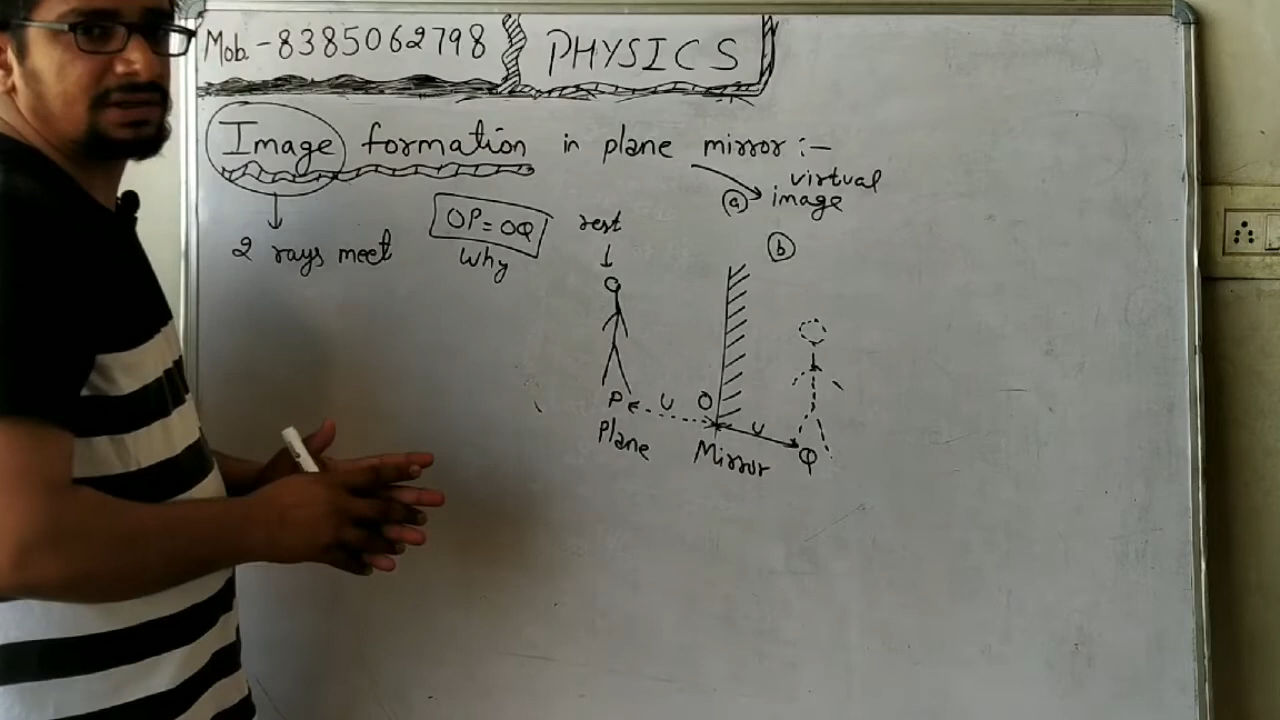 Mob.-8385062798
PHYSICS
Image formation in plane mirror :-
(a) virtual
image
2 rays meet
OP=OQ
Why
rest
(b)
P
U
O
V
Q
Plane
Mirror